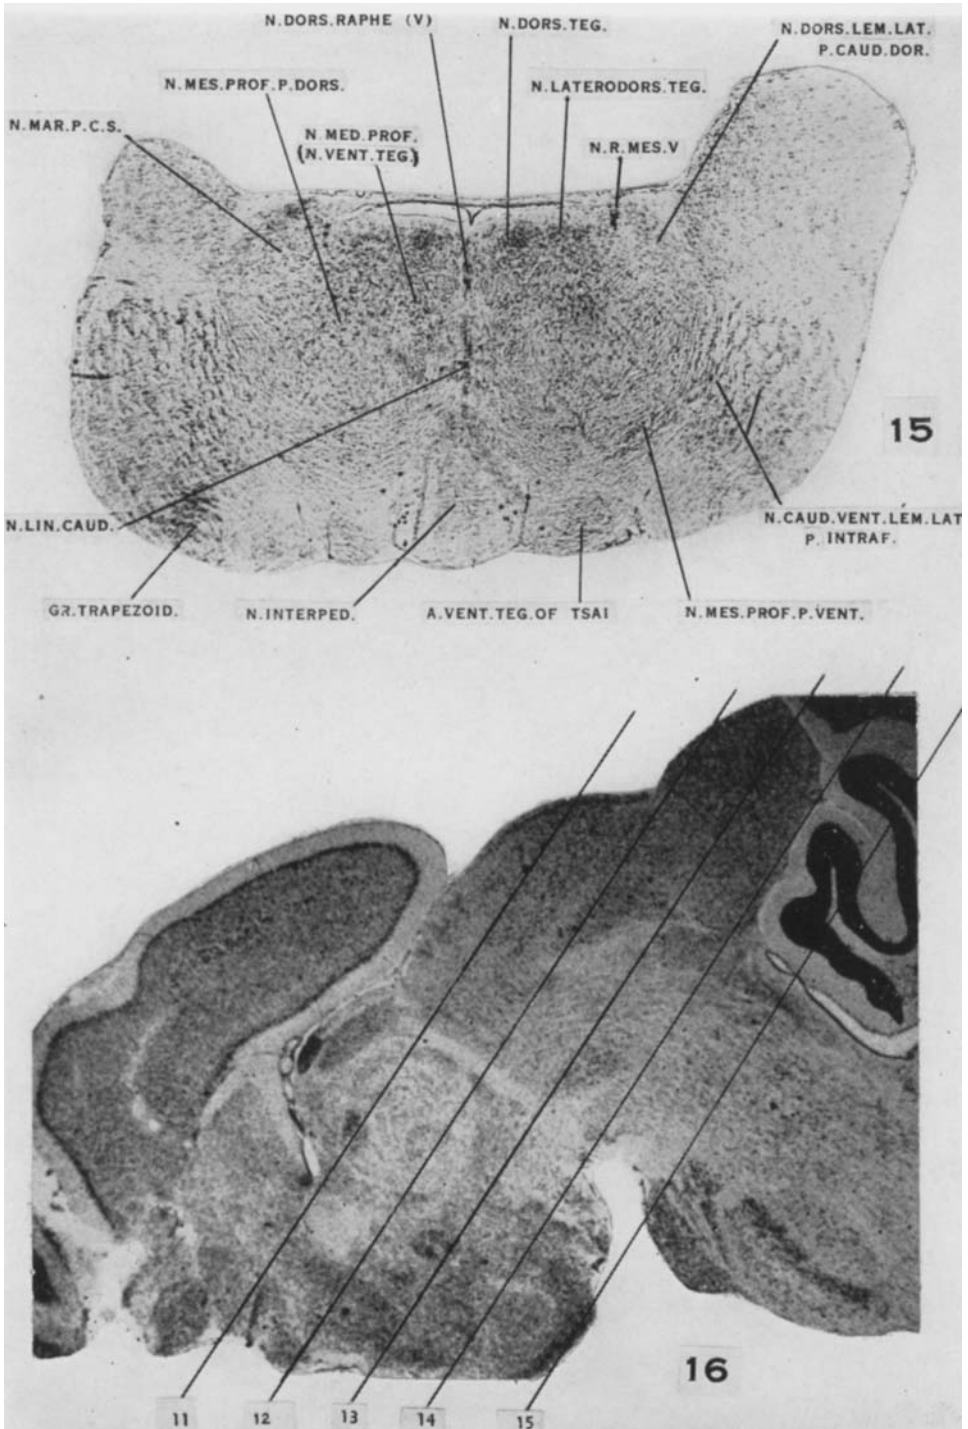 N.DORS.RAPHE (V)
N.DORS.TEG.
N.DORS.LEM.LAT.
P.CAUD.DOR.
N.MES.PROF.P.DORS.
N.LATERODORS.TEG.
N.MAR.P.C.S.
N.MED.PROF.
(N.VENT.TEG.)
N.R.MES.V
15
N.LIN.CAUD.
N.CAUD.VENT.LEM.LAT
P. INTRAF.
GR.TRAPEZOID.
N.INTERPED.
A.VENT.TEG.OF TSAI
N.MES.PROF.P.VENT.
16
11
12
13
14
15